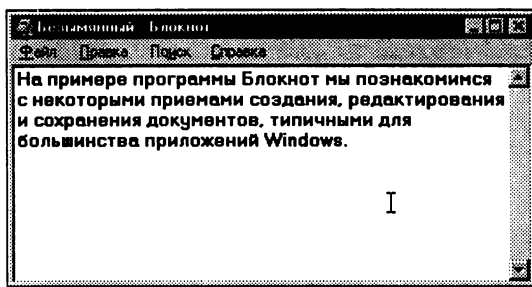 Безымянный - Блокнот
Файл Правка Поиск Справка
На примере программы Блокнот мы познакомимся
с некоторыми приемами создания, редактирования
и сохранения документов, типичными для
большинства приложений Windows.